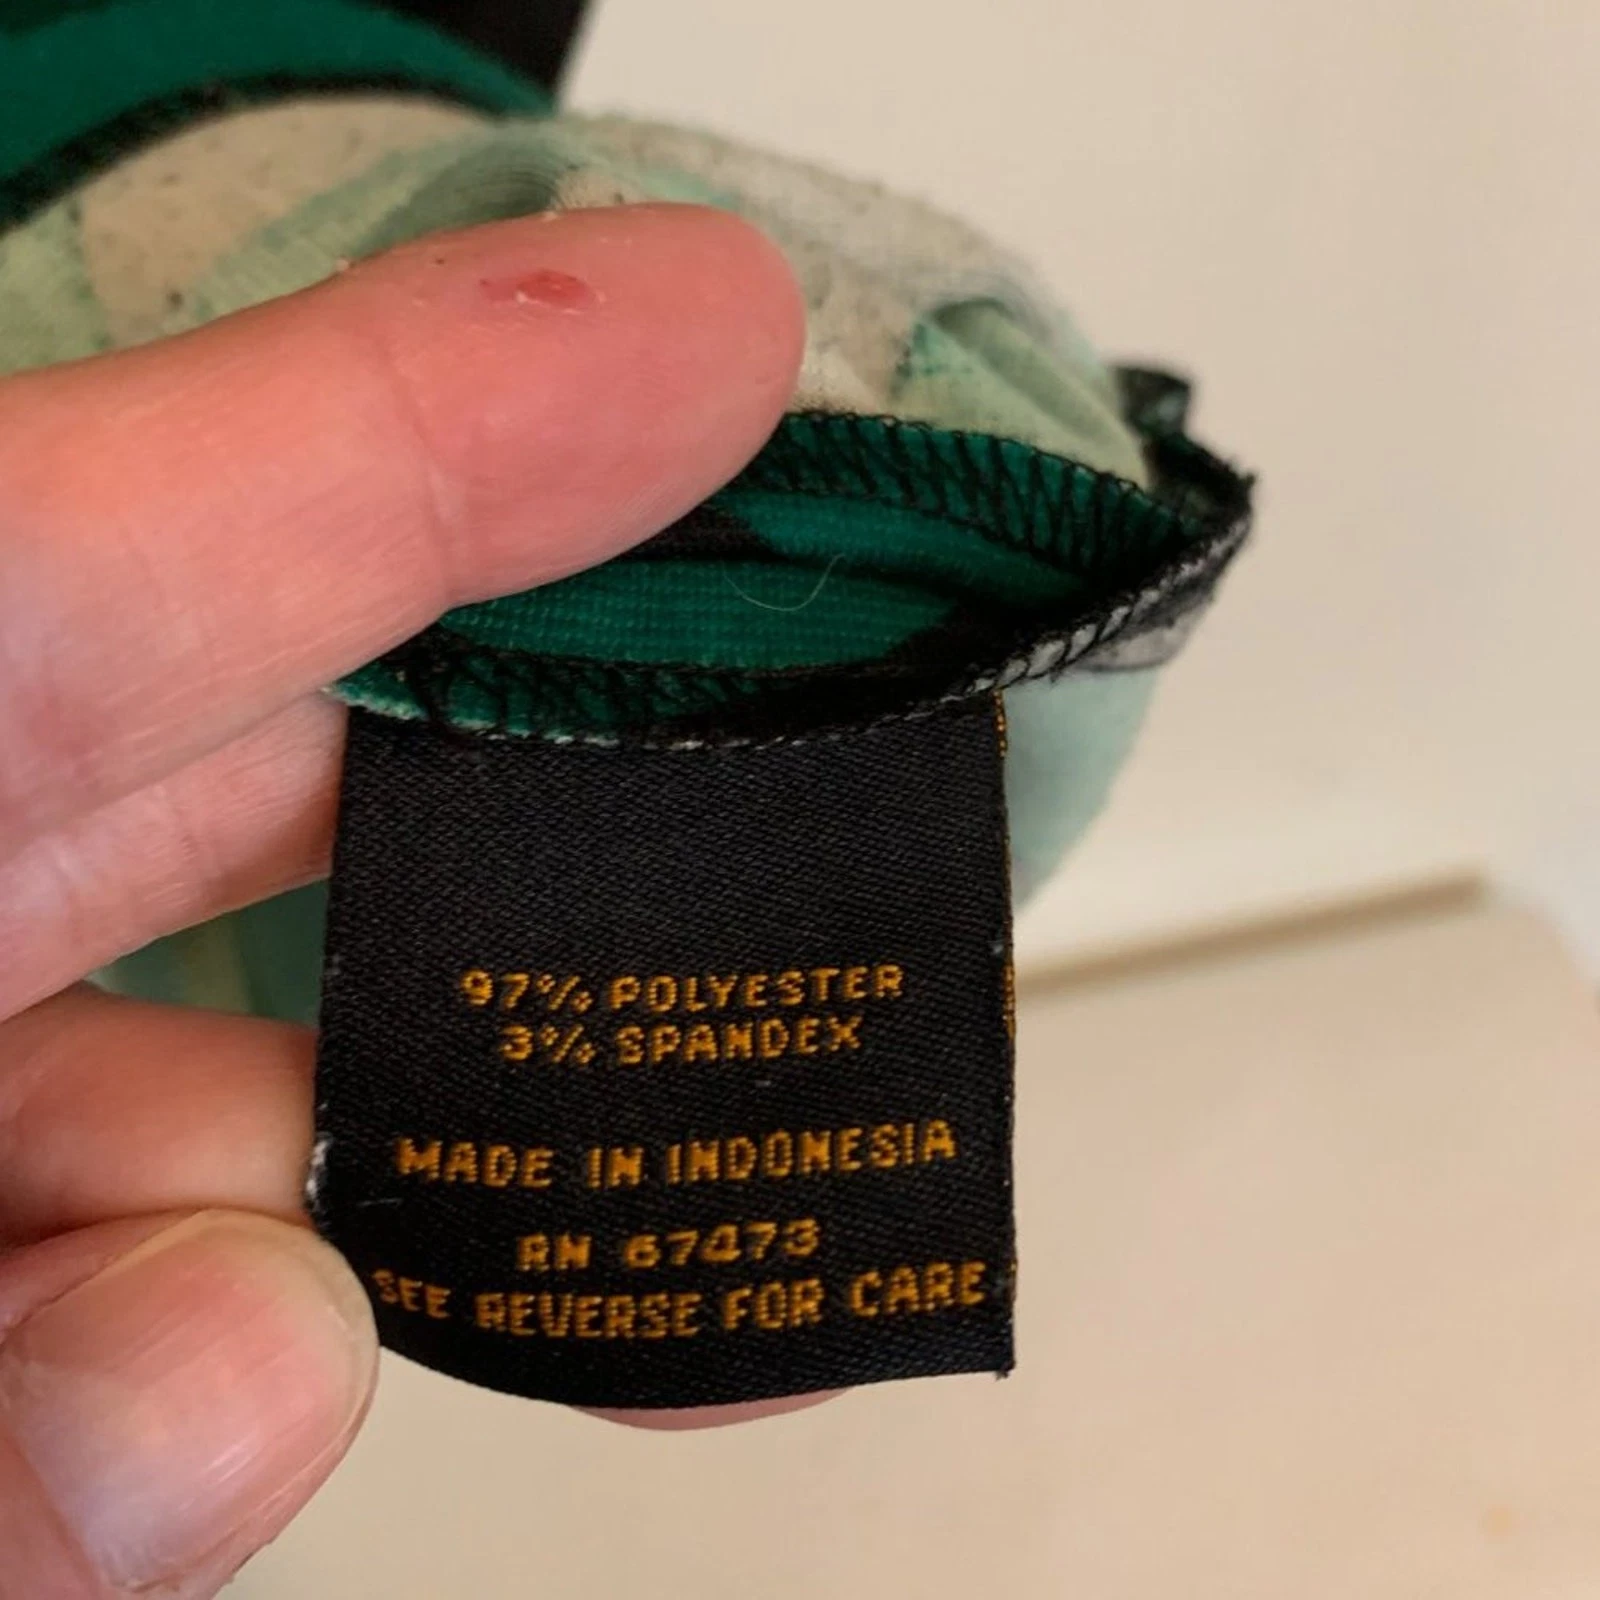 97% POLYESTER
3% SPANDEX
MADE IN INDONESIA
RN 67473
SEE REVERSE FOR CARE